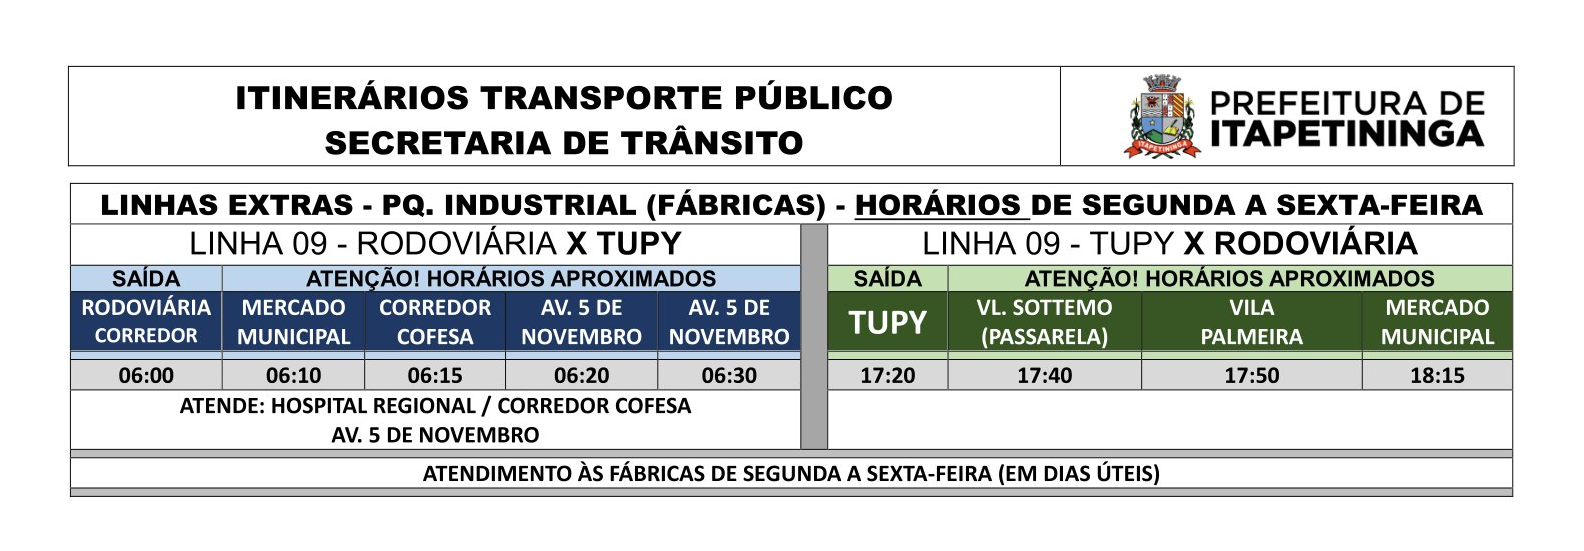 ITINERÁRIOS TRANSPORTE PÚBLICO
SECRETARIA DE TRÂNSITO
PREFEITURA DE
ITAPETININGA
ITAPETININGA
LINHAS EXTRAS - PQ. INDUSTRIAL (FÁBRICAS) - HORÁRIOS DE SEGUNDA A SEXTA-FEIRA
LINHA 09 - RODOVIÁRIA X TUPY
SAÍDA ATENÇÃO! HORÁRIOS APROXIMADOS
RODOVIÁRIA MERCADO CORREDOR AV. 5 DE AV. 5 DE
CORREDOR MUNICIPAL COFESA NOVEMBRO NOVEMBRO
06:00 06:10 06:15 06:20 06:30
ATENDE: HOSPITAL REGIONAL / CORREDOR COFESA
AV. 5 DE NOVEMBRO
LINHA 09 - TUPY X RODOVIÁRIA
SAÍDA ATENÇÃO! HORÁRIOS APROXIMADOS
TUPY VL. SOTTEMO VILA MERCADO
(PASSARELA) PALMEIRA MUNICIPAL
17:20 17:40 17:50 18:15
ATENDIMENTO ÀS FÁBRICAS DE SEGUNDA A SEXTA-FEIRA (EM DIAS ÚTEIS)